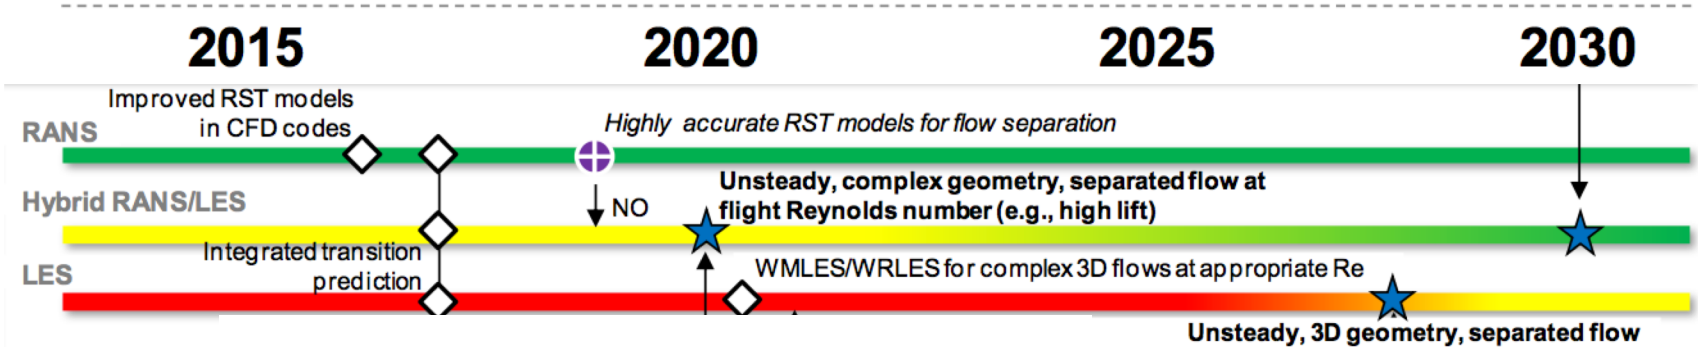 2015 2020 2025 2030
Improved RST models
in CFD codes
RANS
Highly accurate RST models for flow separation
Hybrid RANS/LES
NO
Unsteady, complex geometry, separated flow at
flight Reynolds number (e.g., high lift)
Integrated transition
prediction
LES
WMLES/WRLES for complex 3D flows at appropriate Re
Unsteady, 3D geometry, separated flow